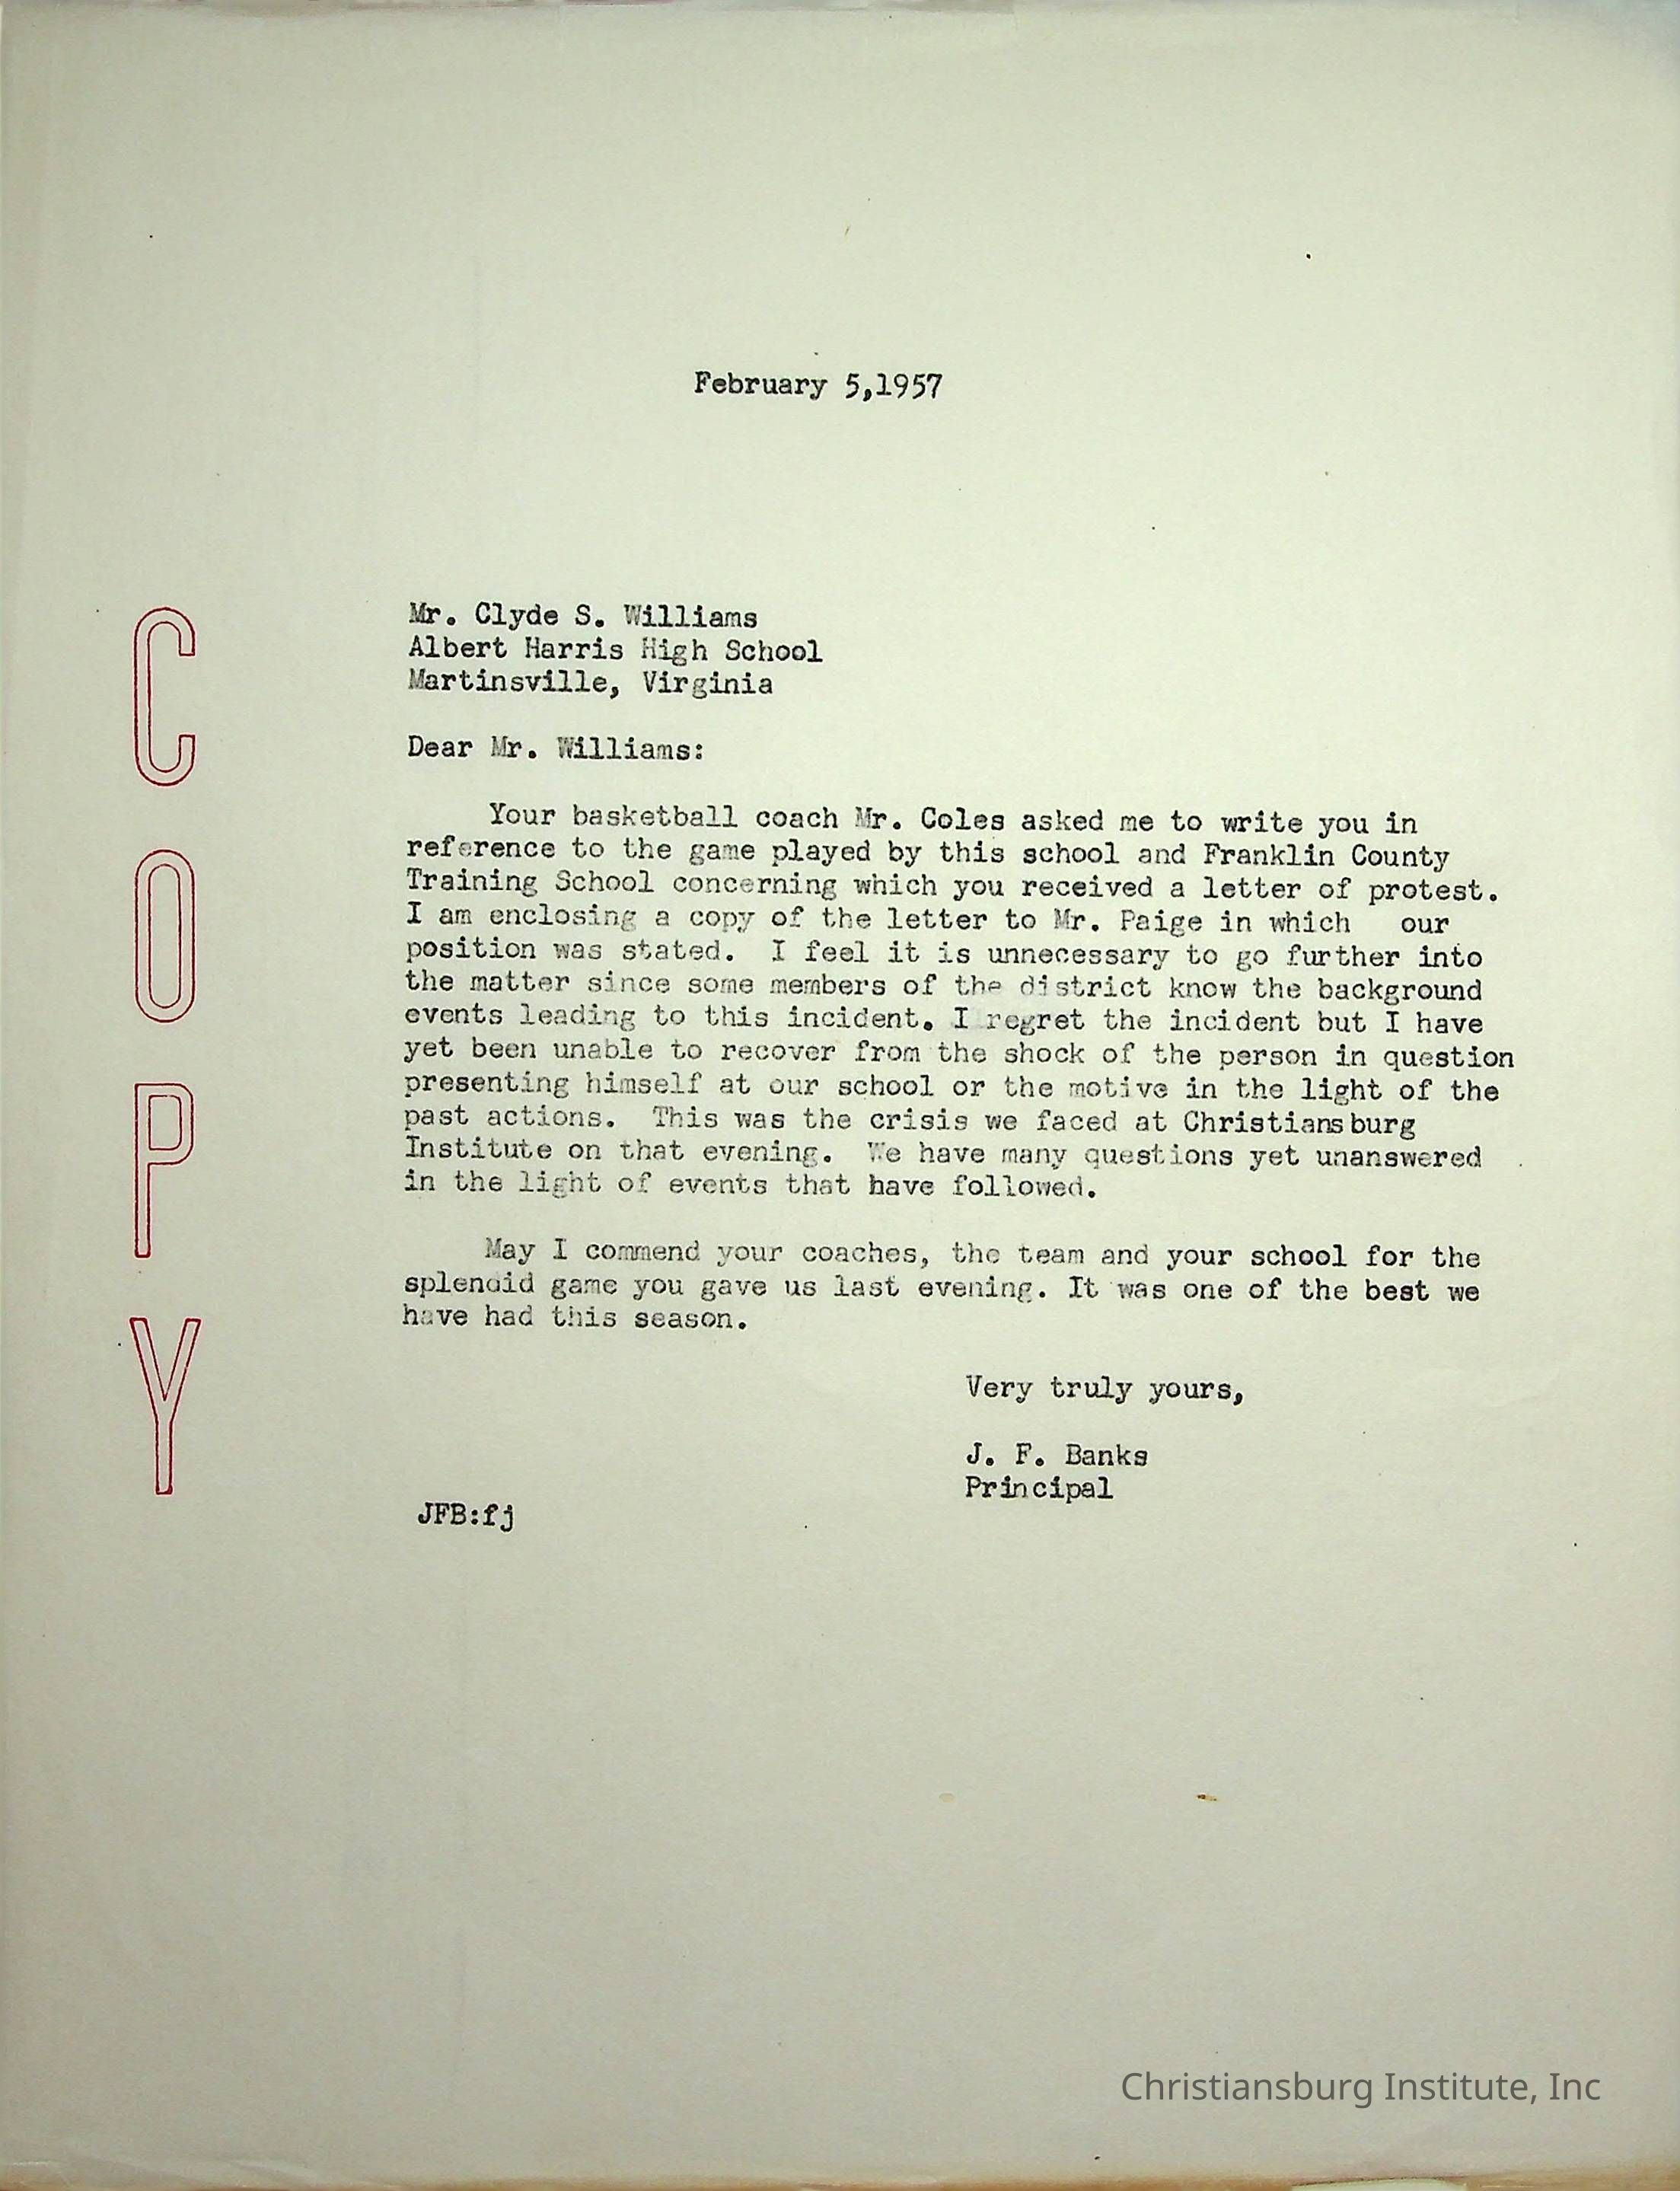 February 5,1957
Mr. Clyde S. Williams
Albert Harris High School
Martinsville, Virginia
Dear Mr. Williams:
Your basketball coach Mr. Coles asked me to write you in
reference to the game played by this school and Franklin County
Training School concerning which you received a letter of protest.
I am enclosing a copy of the letter to Mr. Paige in which our
position was stated. I feel it is unnecessary to go further into
the matter since some members of the district know the background
events leading to this incident. I regret the incident but I have
yet been unable to recover from the shock of the person in question
presenting himself at our school or the motive in the light of the
past actions. This was the crisis we faced at Christiansburg
Institute on that evening. We have many questions yet unanswered
in the light of events that have followed.
May I commend your coaches, the team and your school for the
splendid game you gave us last evening. It was one of the best we
have had this season.
Very truly yours,
J. F. Banks
Principal
JFB:fj
COPY
Christiansburg Institute, Inc